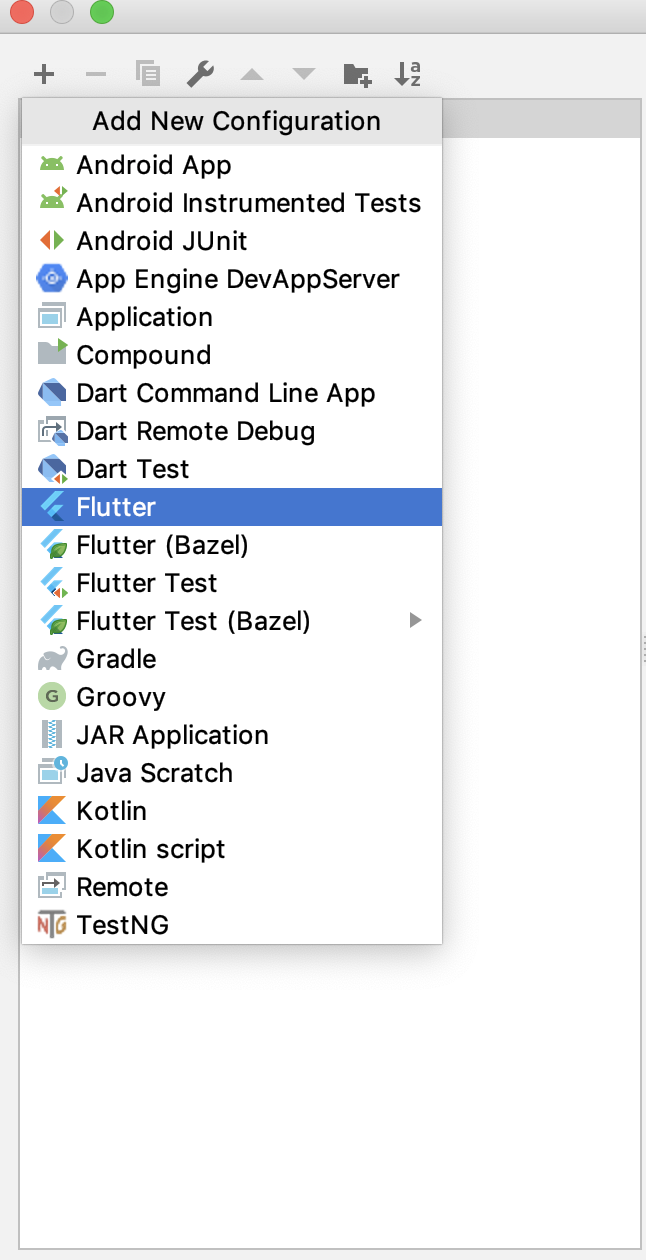 Add New Configuration
Android App
Android Instrumented Tests
Android JUnit
App Engine DevAppServer
Application
Compound
Dart Command Line App
Dart Remote Debug
Dart Test
Flutter
Flutter (Bazel)
Flutter Test
Flutter Test (Bazel)
Gradle
G Groovy
JAR Application
Java Scratch
Kotlin
Kotlin script
Remote
NTG TestNG